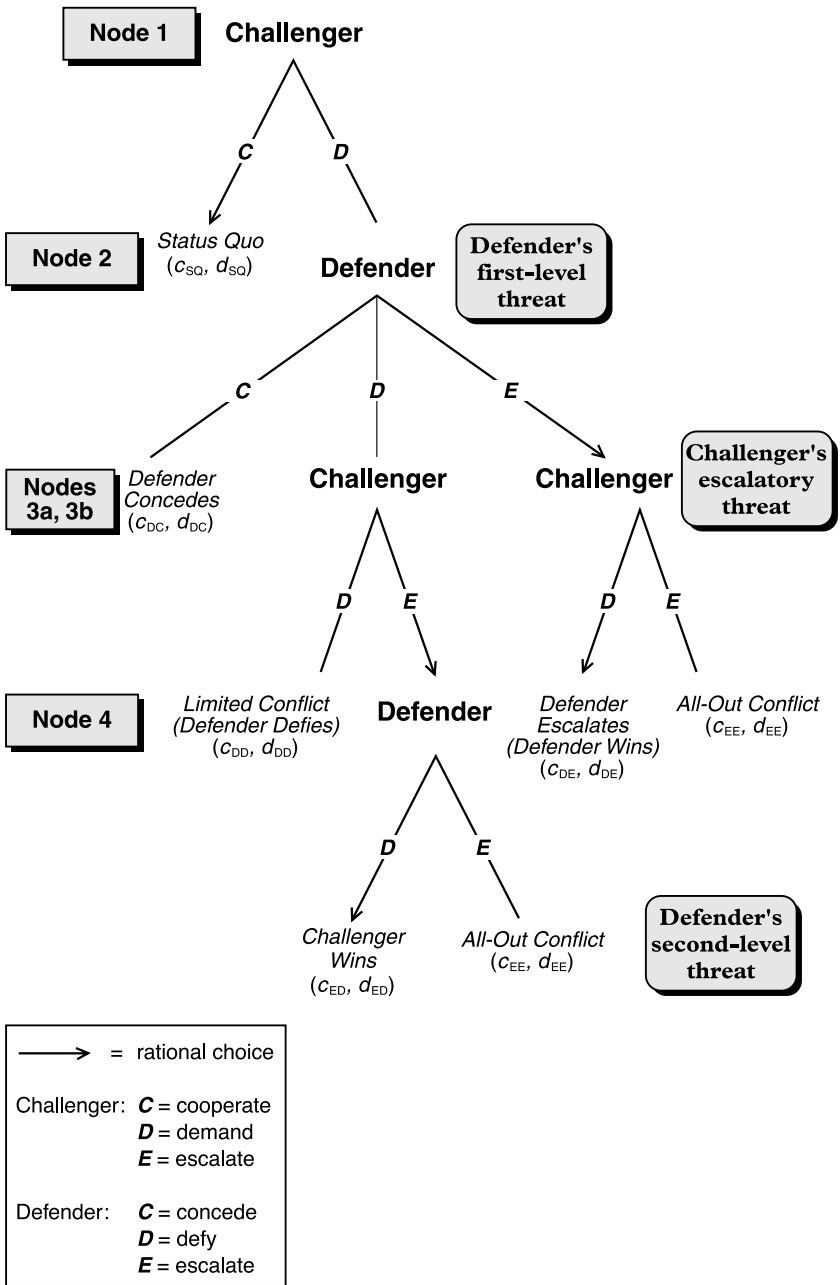 Node 1
Challenger
C
D
Node 2
Status Quo
(cSQ, dSQ)
Defender
Defender's
first-level
threat
C
D
E
Nodes
3a, 3b
Defender
Concedes
(cDC, dDC)
Challenger
Challenger
Challenger's
escalatory
threat
D
E
D
E
Node 4
Limited Conflict
(Defender Defies)
(cDD, dDD)
Defender
Defender
Escalates
(Defender Wins)
(cDE, dDE)
All-Out Conflict
(cEE, dEE)
D
E
Challenger
Wins
(cED, dED)
All-Out Conflict
(cEE, dEE)
Defender's
second-level
threat
= rational choice
Challenger: C = cooperate
D = demand
E = escalate
Defender: C = concede
D = defy
E = escalate